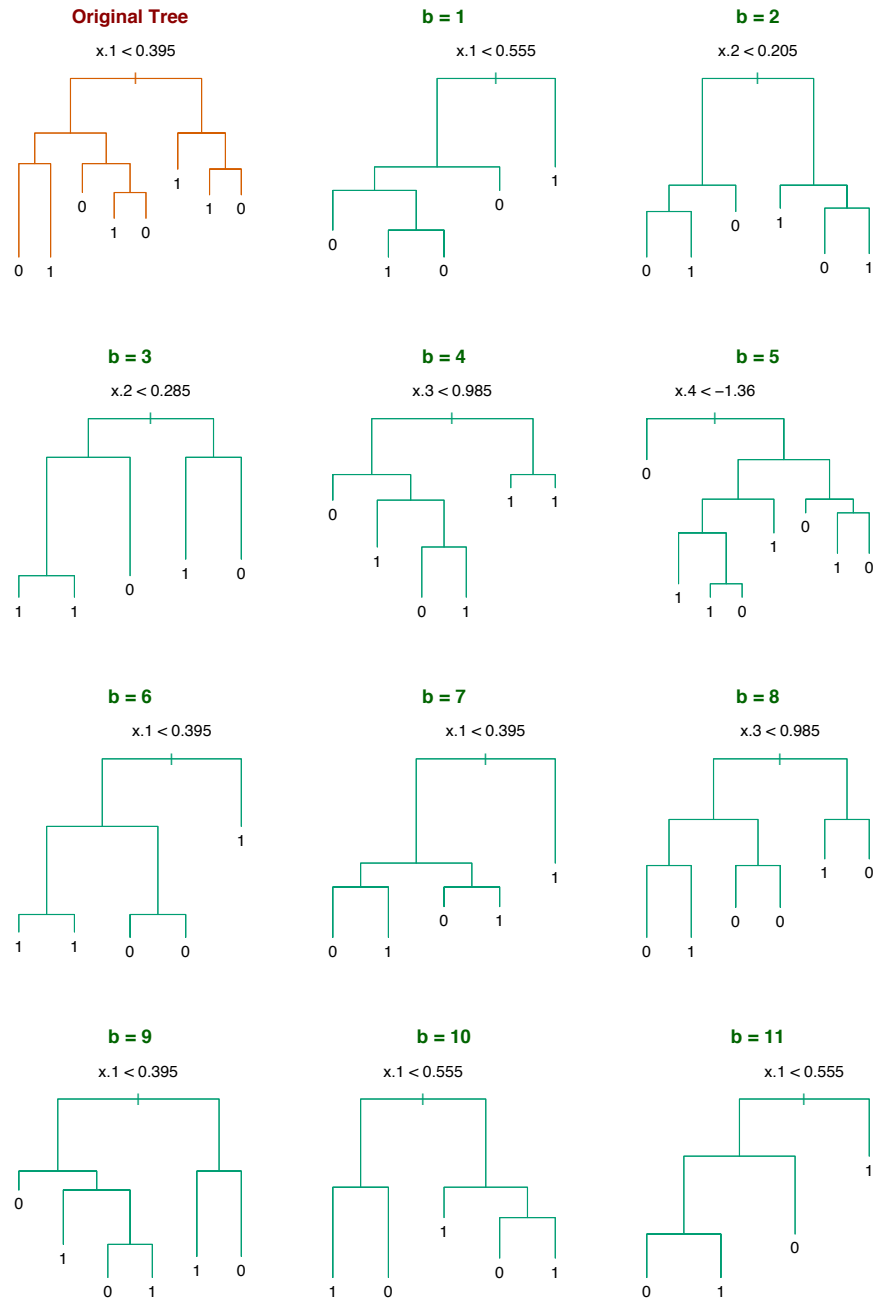 Original Tree
x.1 < 0.395
1
0
1 0
1 0
0 1
b = 1
x.1 < 0.555
1
0
0
1 0
b = 2
x.2 < 0.205
0 1
0 1
0 1
b = 3
x.2 < 0.285
1 0
0
1 1
b = 4
x.3 < 0.985
1 1
0
1
0 1
b = 5
x.4 < −1.36
0
0
1
1 0
1
1 0
b = 6
x.1 < 0.395
1
1 1 0 0
b = 7
x.1 < 0.395
1
0 1
0 1
b = 8
x.3 < 0.985
1 0
0 0
0 1
b = 9
x.1 < 0.395
0
1
1 0
0 1
b = 10
x.1 < 0.555
1
0 1
1 0
b = 11
x.1 < 0.555
1
0
0 1